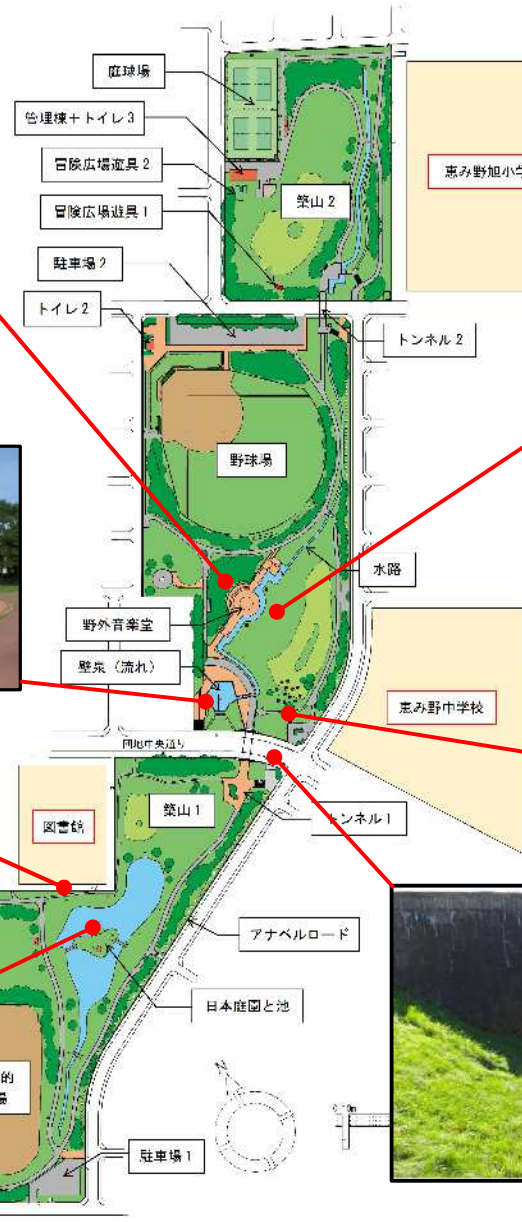 庭球場
管理棟+トイレ3
冒険広場遊具2
恵み野旭小学
築山2
冒険広場遊具1
駐車場2
トイレ2
トンネル2
野球場
水路
野外音楽堂
壁泉（流れ）
恵み野中学校
団地中央通り
築山1
図書館
トンネル1
アナベルロード
日本庭園と池
的
場
駐車場1